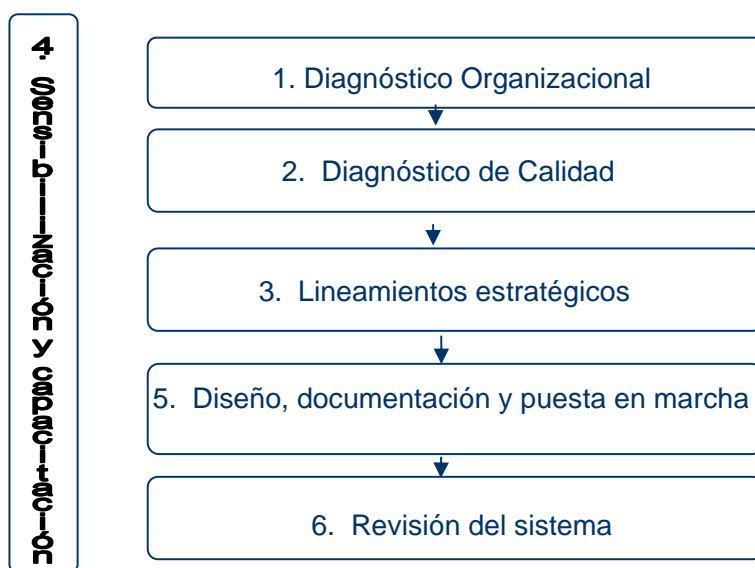 4. Sensibilización y capacitación
1. Diagnóstico Organizacional
2. Diagnóstico de Calidad
3. Lineamientos estratégicos
5. Diseño, documentación y puesta en marcha
6. Revisión del sistema